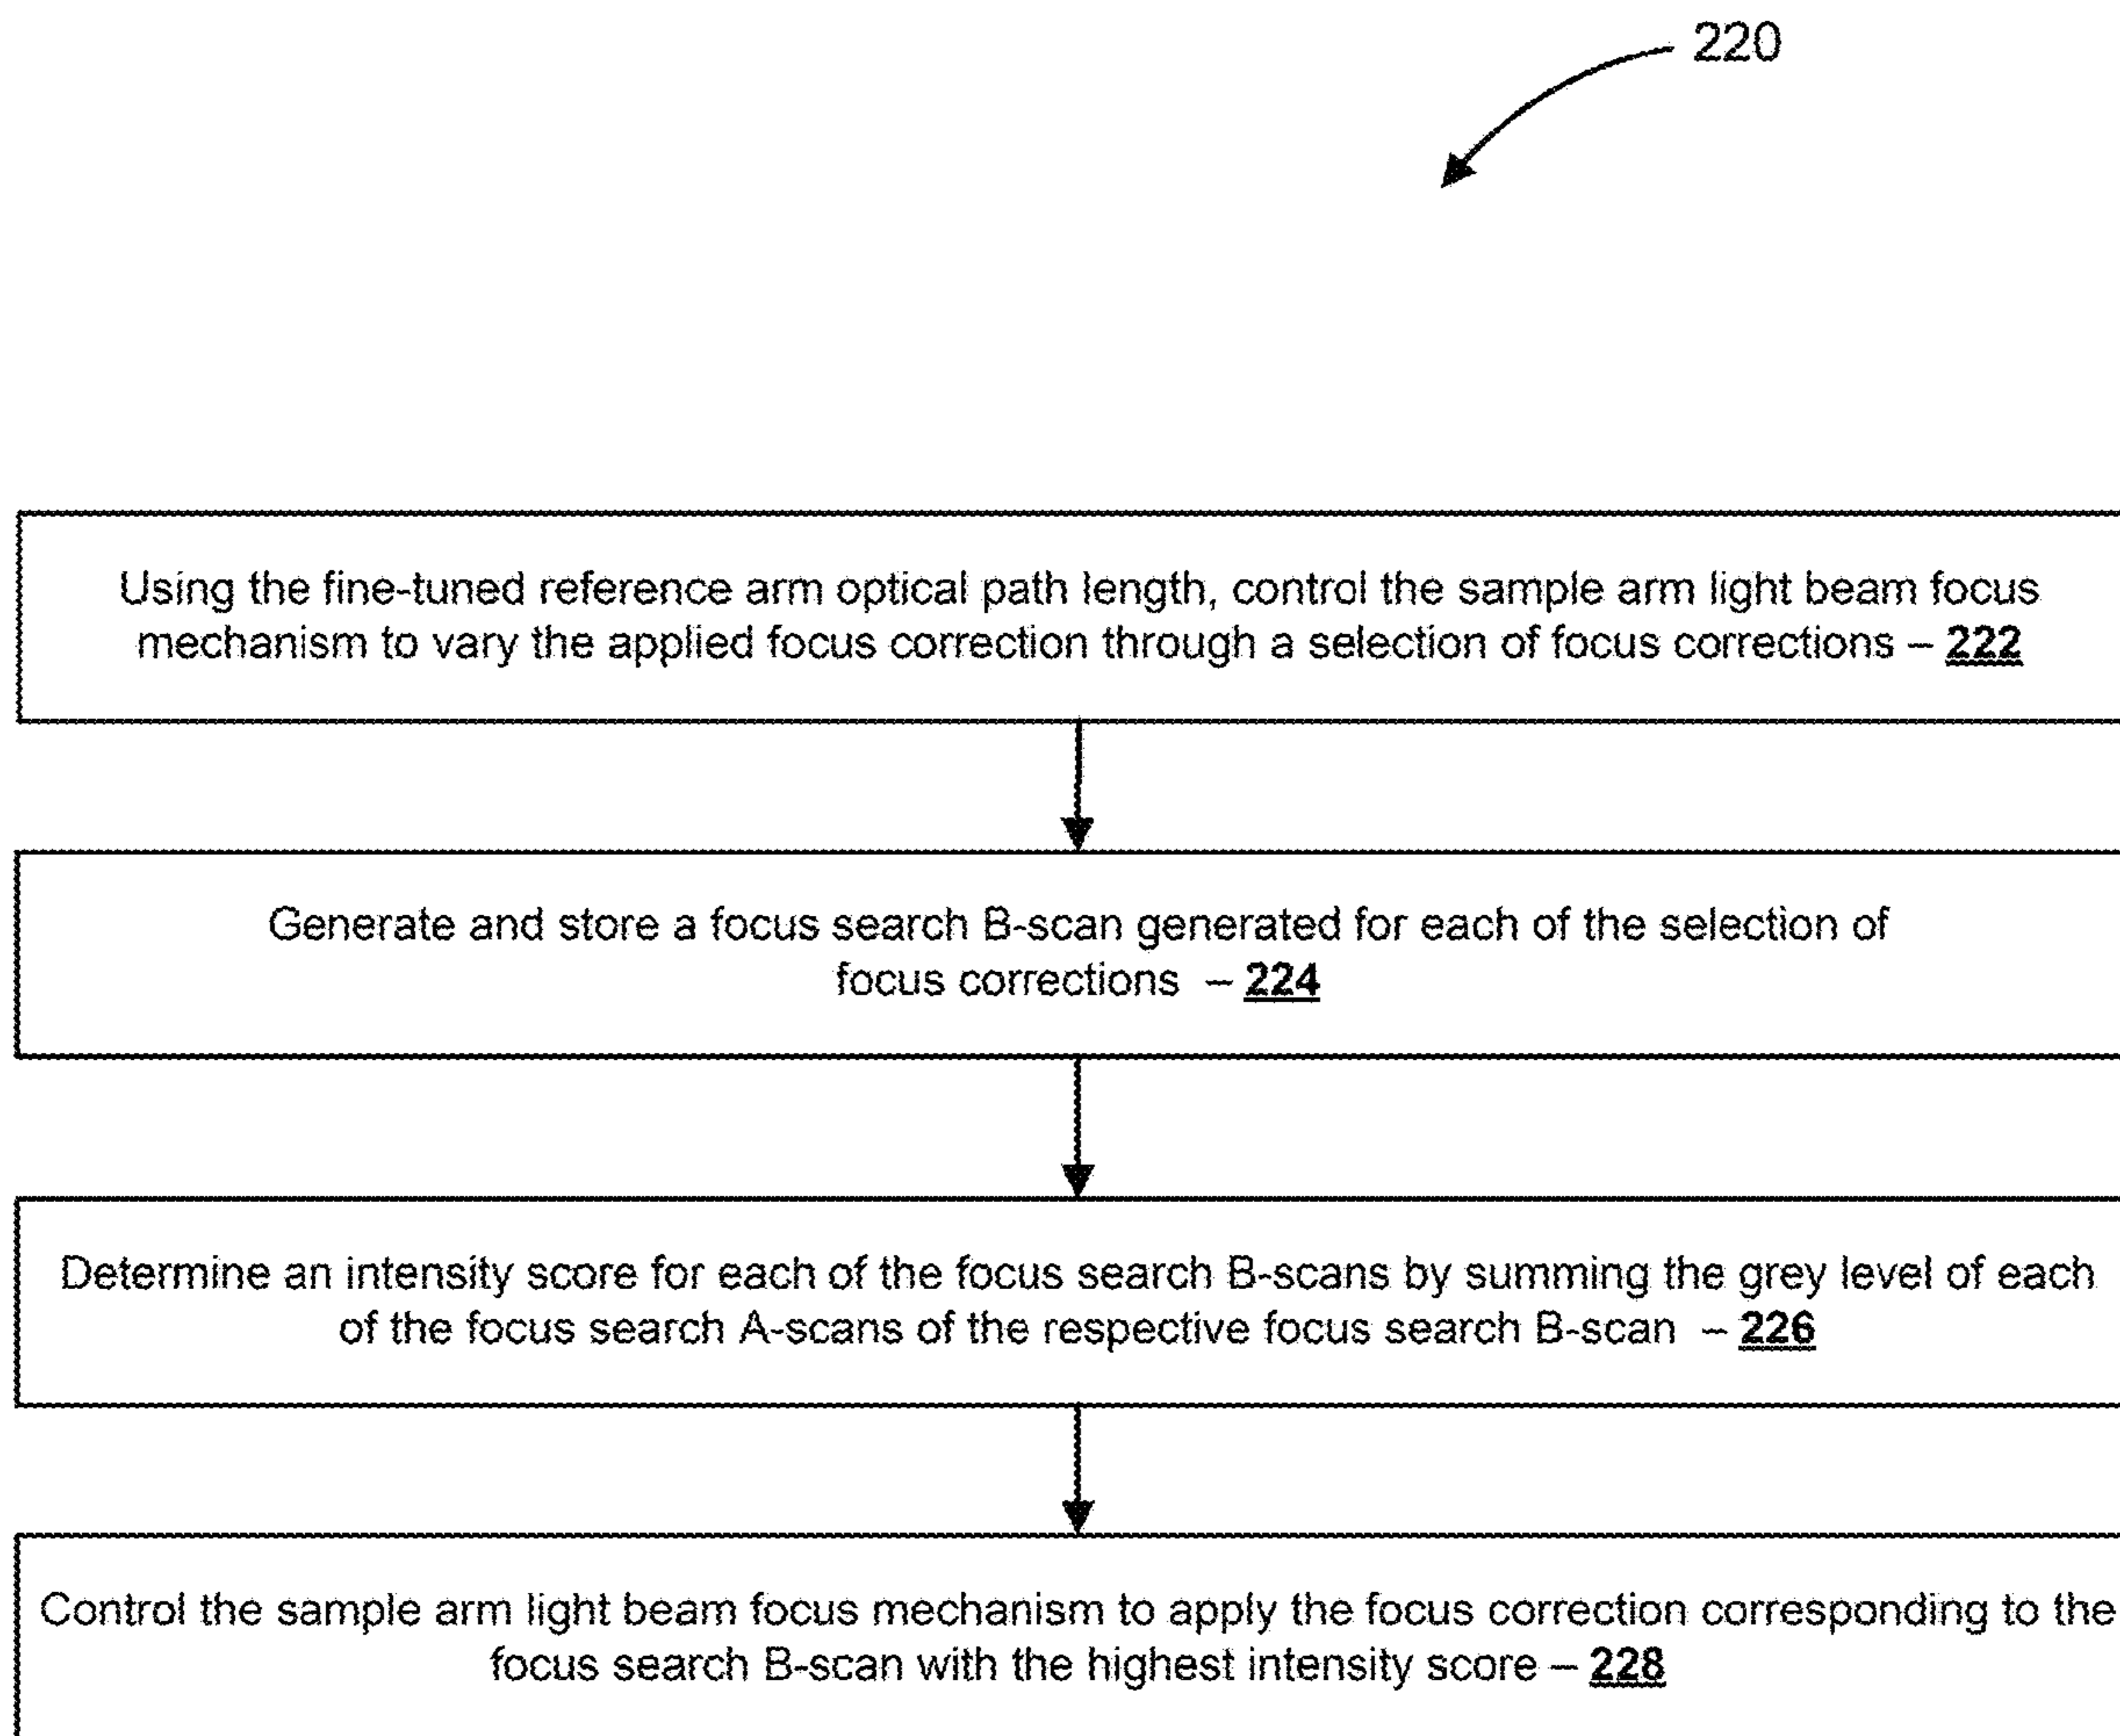 220
Using the fine-tuned reference arm optical path length, control the sample arm light beam focus
mechanism to vary the applied focus correction through a selection of focus corrections – 222
Generate and store a focus search B-scan generated for each of the selection of
focus corrections – 224
Determine an intensity score for each of the focus search B-scans by summing the grey level of each
of the focus search A-scans of the respective focus search B-scan – 226
Control the sample arm light beam focus mechanism to apply the focus correction corresponding to the
focus search B-scan with the highest intensity score – 228